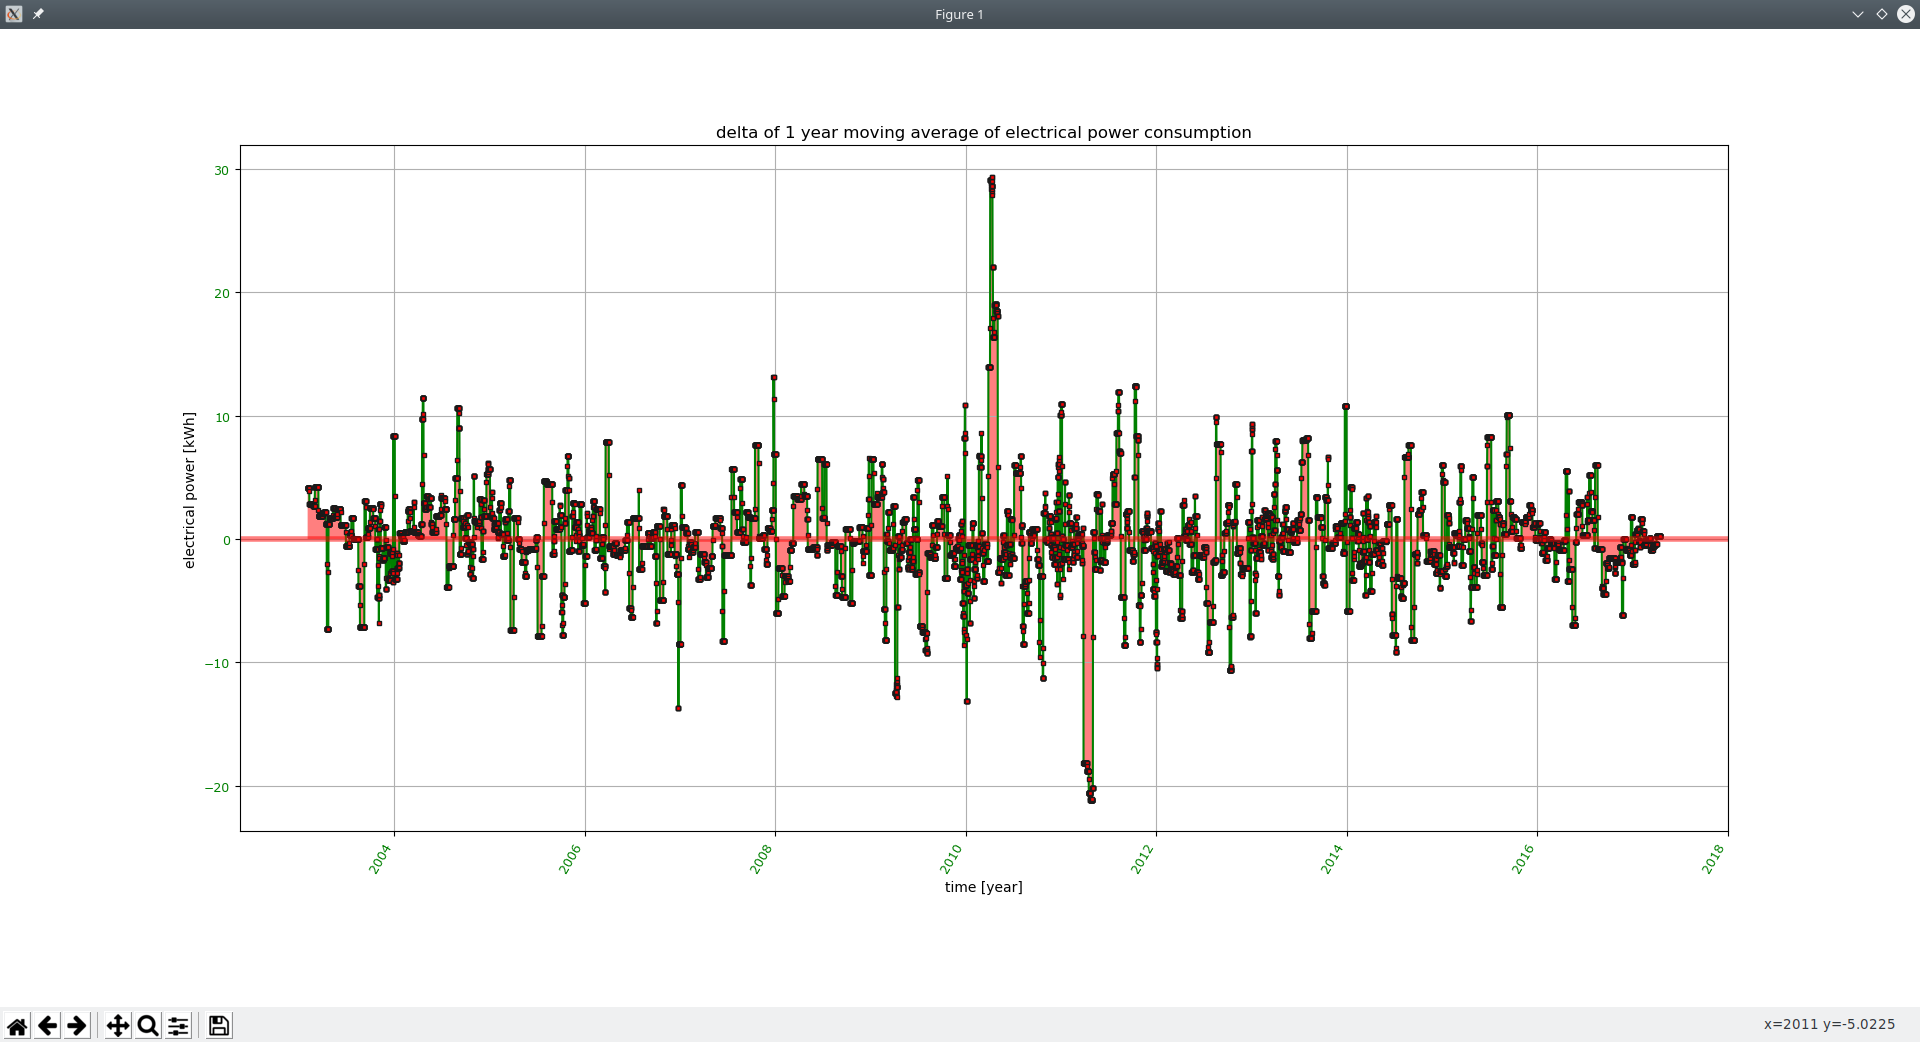 Figure 1
delta of 1 year moving average of electrical power consumption
30
20
10
0
−10
−20
electrical power [kWh]
2004
2006
2008
2010
2012
2014
2016
2018
time [year]
x=2011 y=-5.0225